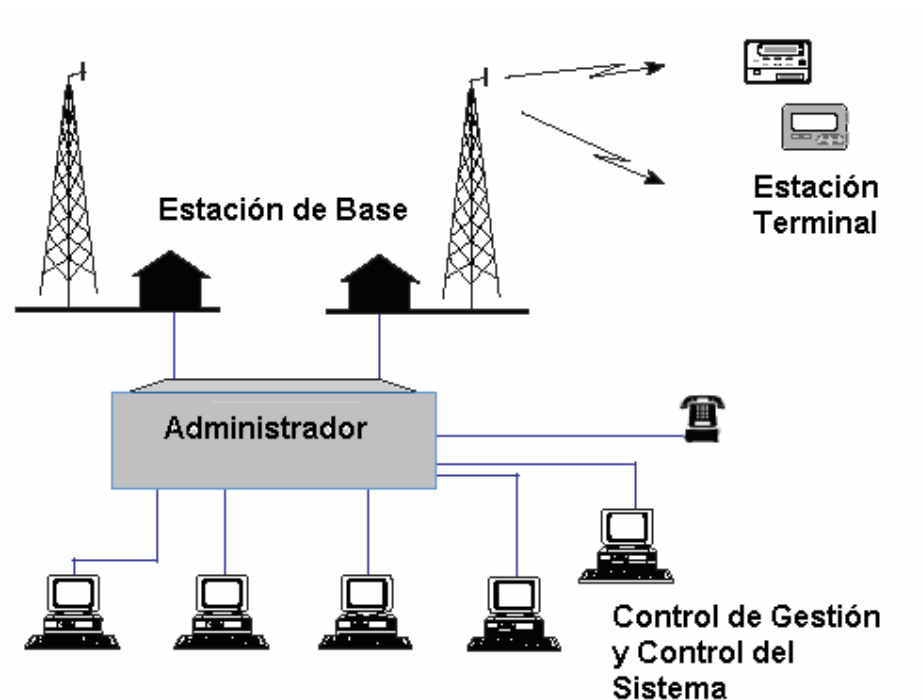 Estación de Base
Estación
Terminal
Administrador
Control de Gestión
y Control del
Sistema